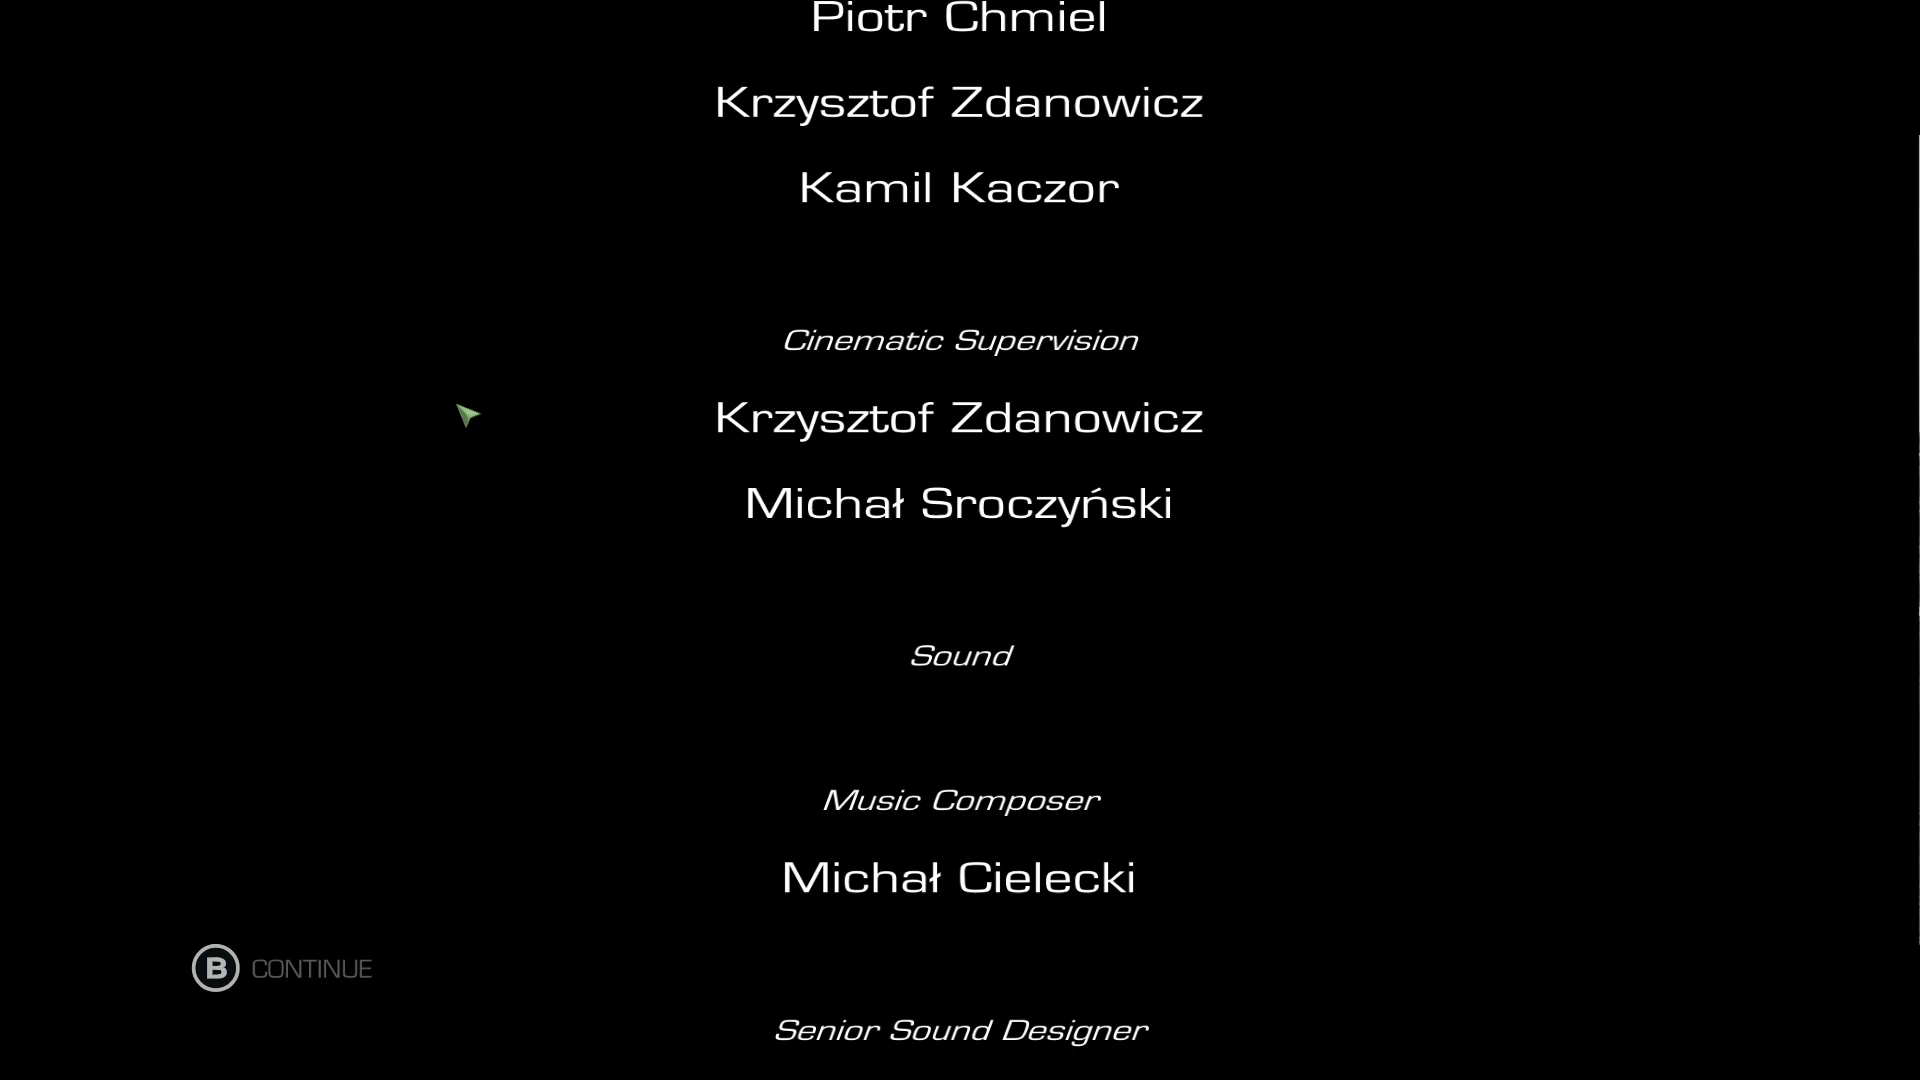 Piotr Chmiel
Krzysztof Zdanowicz
Kamil Kaczor
Cinematic Supervision
Krzysztof Zdanowicz
Michał Sroczyński
Sound
Music Composer
Michał Cielecki
B CONTINUE
Senior Sound Designer